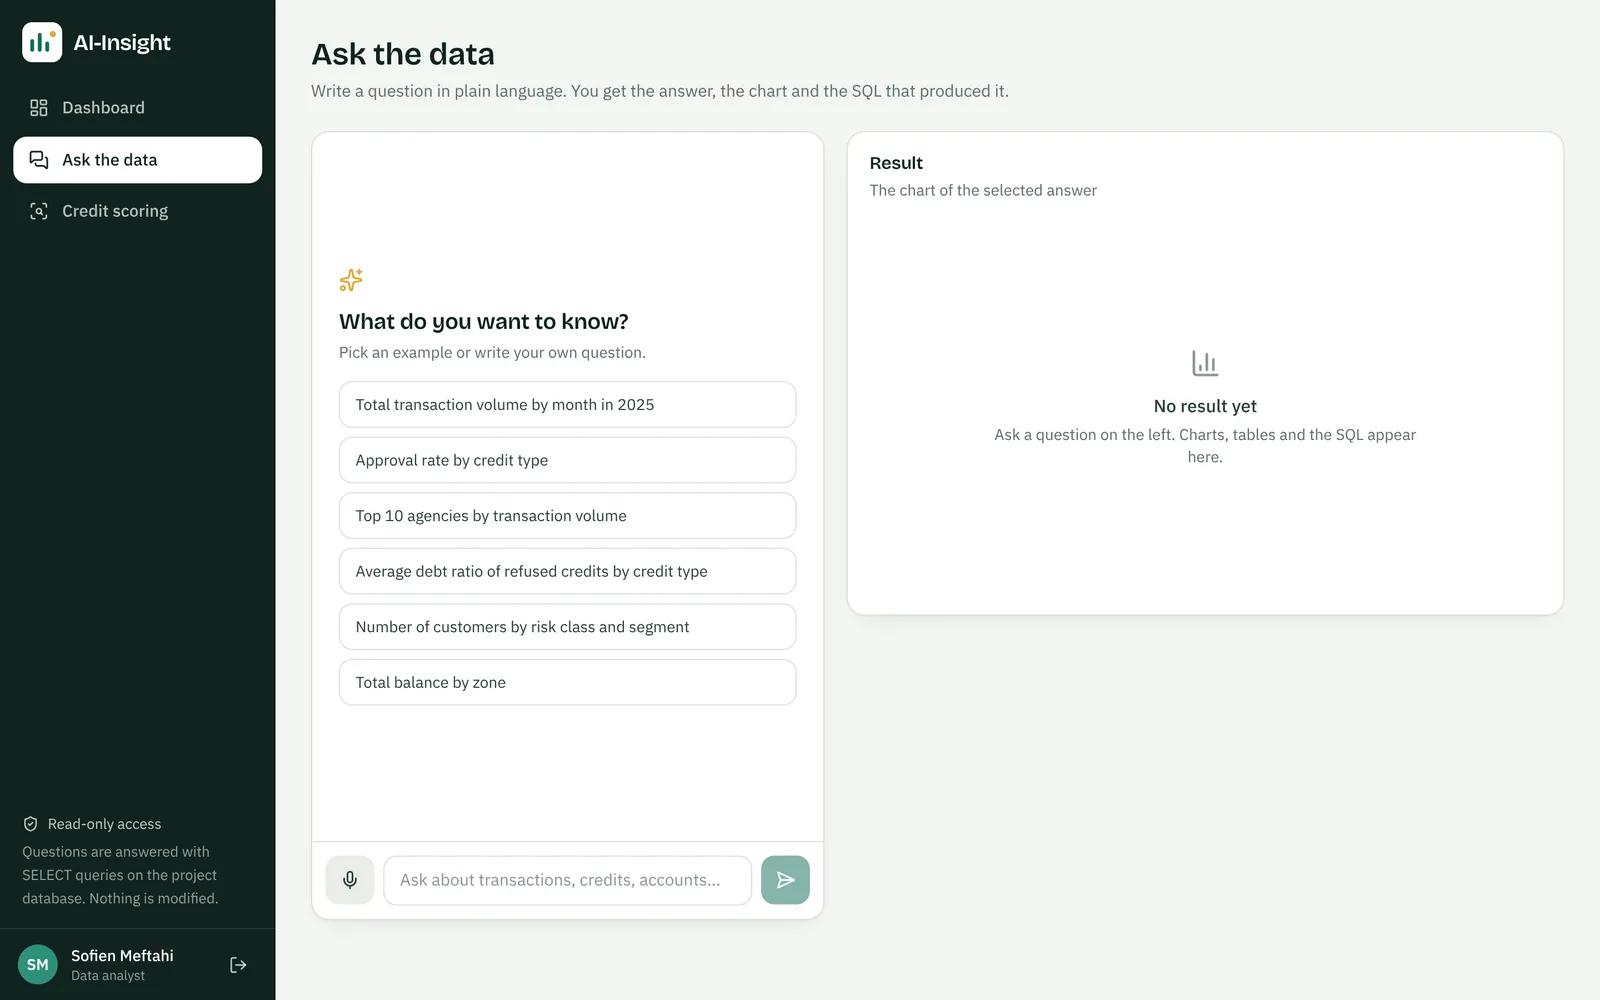 AI-Insight
Dashboard
Ask the data
Credit scoring
Read-only access
Questions are answered with
SELECT queries on the project
database. Nothing is modified.
SM
Sofien Meftahi
Data analyst
Ask the data
Write a question in plain language. You get the answer, the chart and the SQL that produced it.
What do you want to know?
Pick an example or write your own question.
Total transaction volume by month in 2025
Approval rate by credit type
Top 10 agencies by transaction volume
Average debt ratio of refused credits by credit type
Number of customers by risk class and segment
Total balance by zone
Ask about transactions, credits, accounts...
Result
The chart of the selected answer
No result yet
Ask a question on the left. Charts, tables and the SQL appear
here.